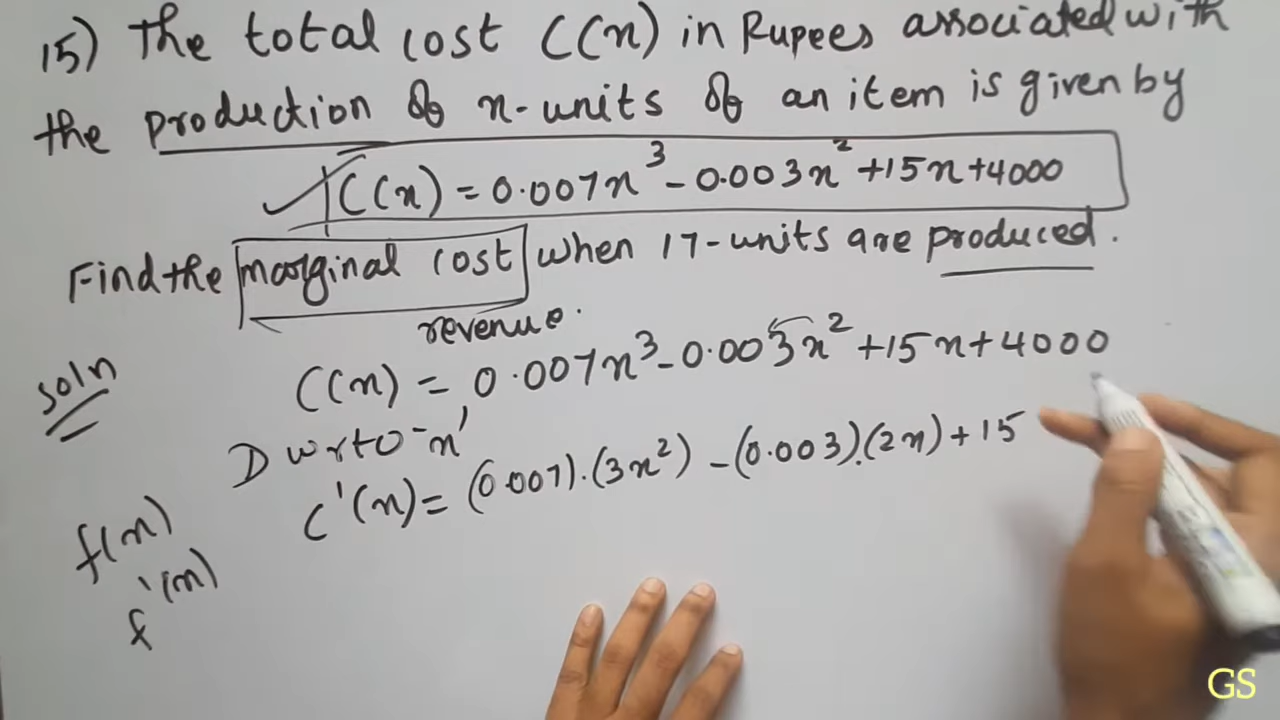 15) The total cost C(x) in Rupees associated with
the production of x-units of an item is given by
C(x) = 0.007x³ - 0.003x² + 15x + 4000
Find the marginal cost when 17-units are produced.
revenue.
Soln
C(x) = 0.007x³ - 0.003x² + 15x + 4000
D w r to - 'x'
C'(x) = (0.007).(3x²) - (0.003).(2x) + 15
f(x)
f'(x)
GS